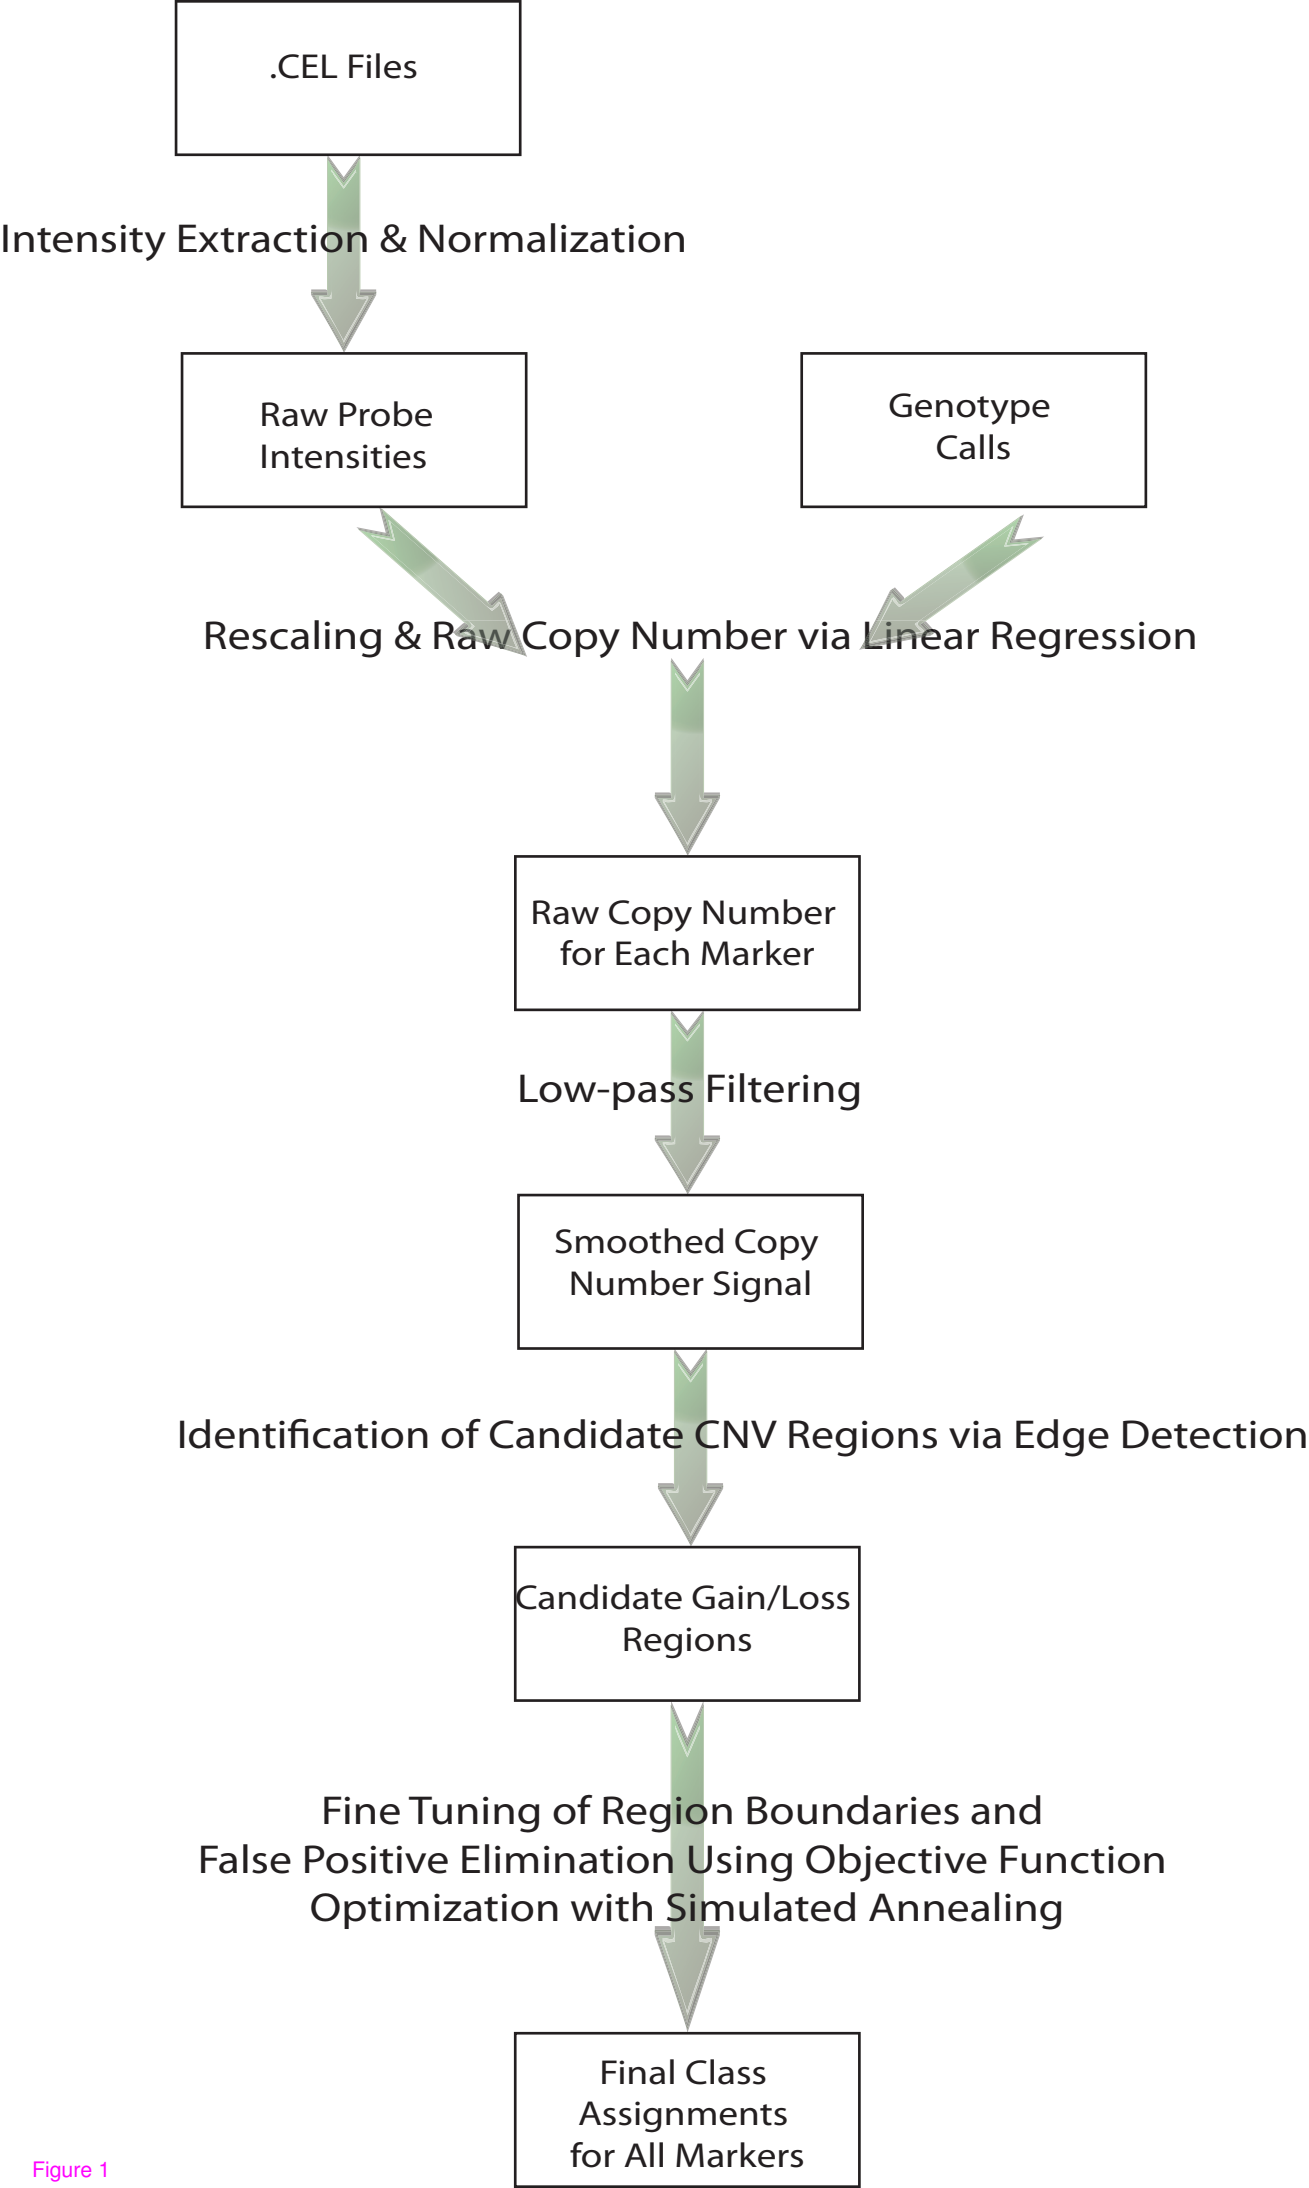 .CEL Files
Intensity Extraction & Normalization
Raw Probe
Intensities
Genotype
Calls
Rescaling & Raw Copy Number via Linear Regression
Raw Copy Number
for Each Marker
Low-pass Filtering
Smoothed Copy
Number Signal
Identification of Candidate CNV Regions via Edge Detection
Candidate Gain/Loss
Regions
Fine Tuning of Region Boundaries and
False Positive Elimination Using Objective Function
Optimization with Simulated Annealing
Final Class
Assignments
for All Markers
Figure 1